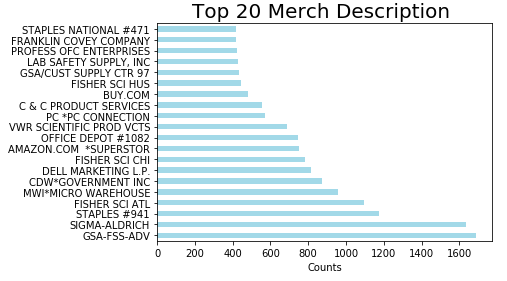 Top 20 Merch Description
STAPLES NATIONAL #471
FRANKLIN COVEY COMPANY
PROFESS OFC ENTERPRISES
LAB SAFETY SUPPLY, INC
GSA/CUST SUPPLY CTR 97
FISHER SCI HUS
BUY.COM
C & C PRODUCT SERVICES
PC *PC CONNECTION
VWR SCIENTIFIC PROD VCTS
OFFICE DEPOT #1082
AMAZON.COM  *SUPERSTOR
FISHER SCI CHI
DELL MARKETING L.P.
CDW*GOVERNMENT INC
MWI*MICRO WAREHOUSE
FISHER SCI ATL
STAPLES #941
SIGMA-ALDRICH
GSA-FSS-ADV
0 200 400 600 800 1000 1200 1400 1600
Counts